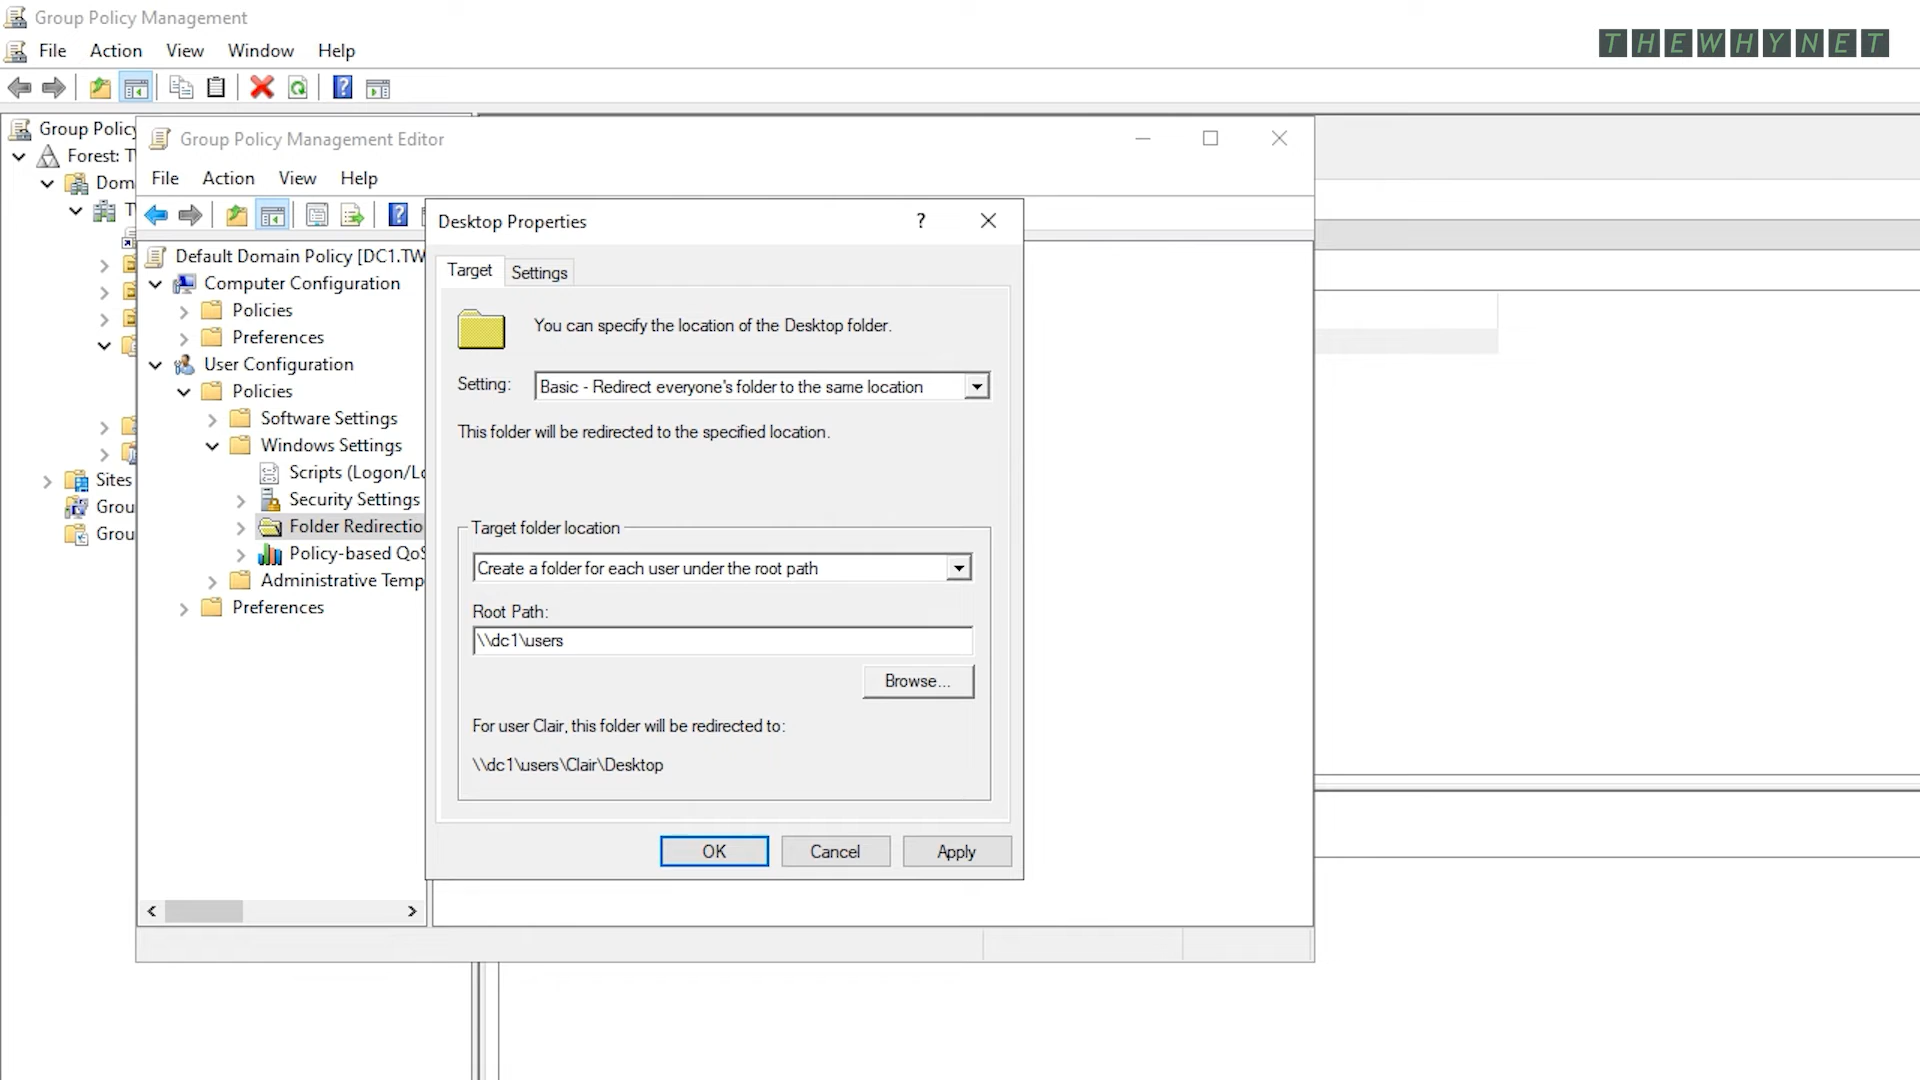 Group Policy Management
File Action View Window Help
THEWHYNET
Group Policy
Forest: T
Dom
T
Sites
Grou
Grou
Group Policy Management Editor
File Action View Help
Default Domain Policy [DC1.TW
Computer Configuration
Policies
Preferences
User Configuration
Policies
Software Settings
Windows Settings
Scripts (Logon/Lo
Security Settings
Folder Redirectio
Policy-based QoS
Administrative Temp
Preferences
Desktop Properties
Target Settings
You can specify the location of the Desktop folder.
Setting: Basic - Redirect everyone's folder to the same location
This folder will be redirected to the specified location.
Target folder location
Create a folder for each user under the root path
Root Path:
\\dc1\users
Browse...
For user Clair, this folder will be redirected to:
\\dc1\users\Clair\Desktop
OK Cancel Apply